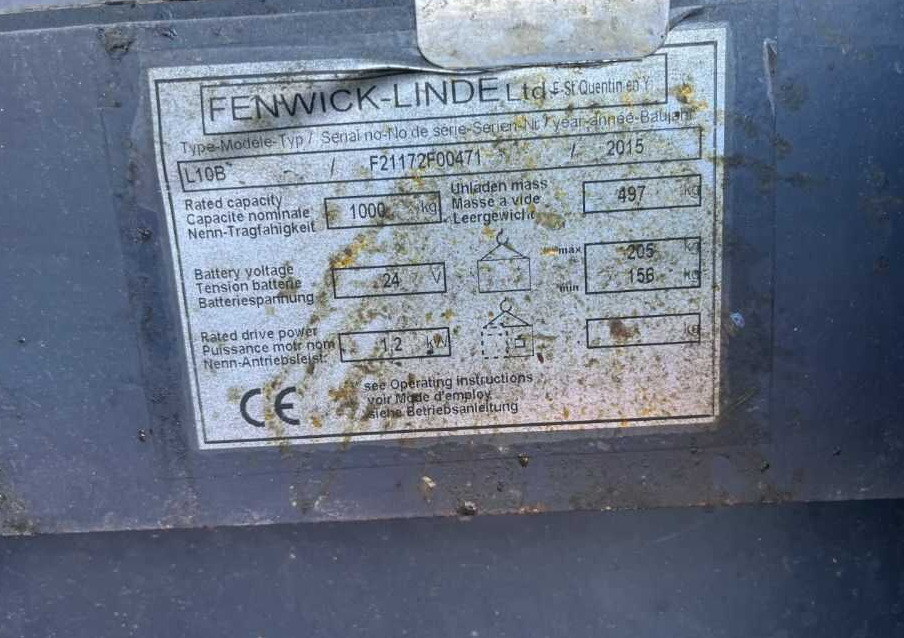 FENWICK-LINDE Ltd F-St Quentin en Y
Type-Modèle-Typ / Serial no-No de série-Serien-Nr / year-année-Baujahr
L10B - / F21172F00471 / 2015
Rated capacity
Capacité nominale
Nenn-Tragfähigkeit
1000 kg
Unladen mass
Masse à vide
Leergewicht
497 kg
Battery voltage
Tension batterie
Batteriespannung
24 V
max 205 kg
min 156 kg
Rated drive power
Puissance motr nom
Nenn-Antriebsleist.
1,2 kW
kg
CE
see Operating instructions
voir Mode d'employ
siehe Betriebsanleitung